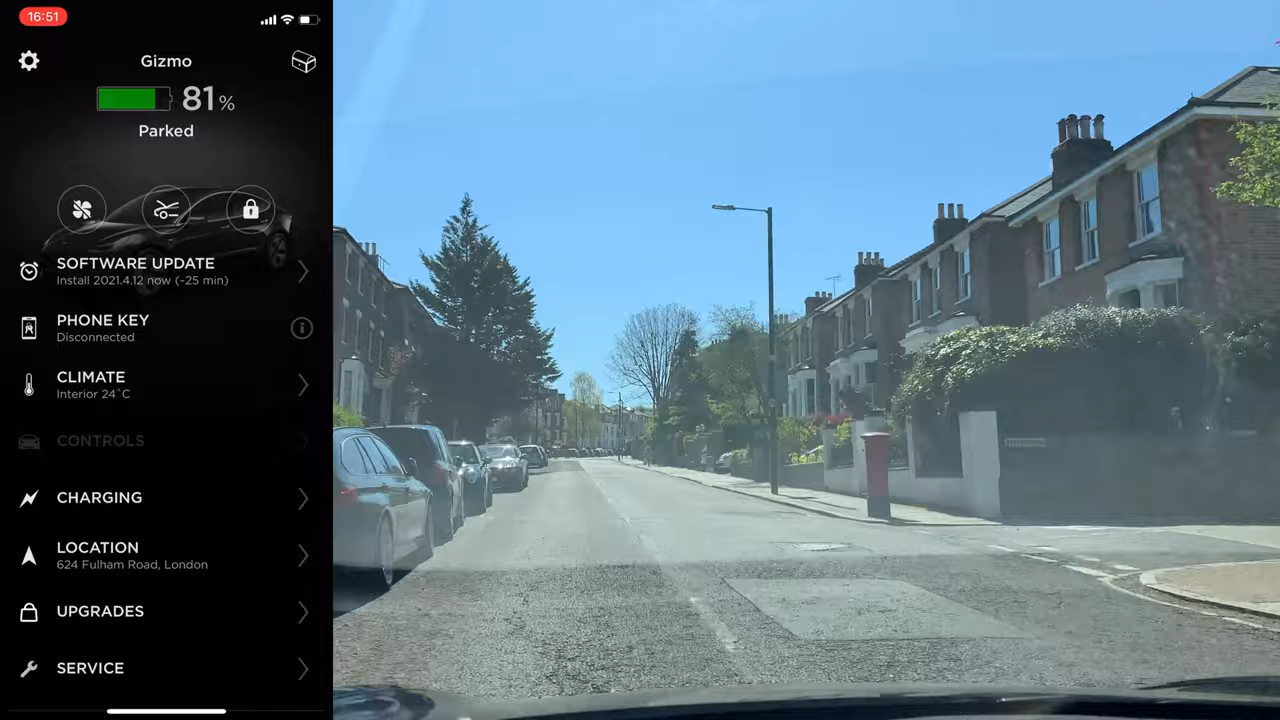 16:51
Gizmo
81%
Parked
SOFTWARE UPDATE
Install 2021.4.12 now (~25 min)
PHONE KEY
Disconnected
CLIMATE
Interior 24°C
CONTROLS
CHARGING
LOCATION
624 Fulham Road, London
UPGRADES
SERVICE